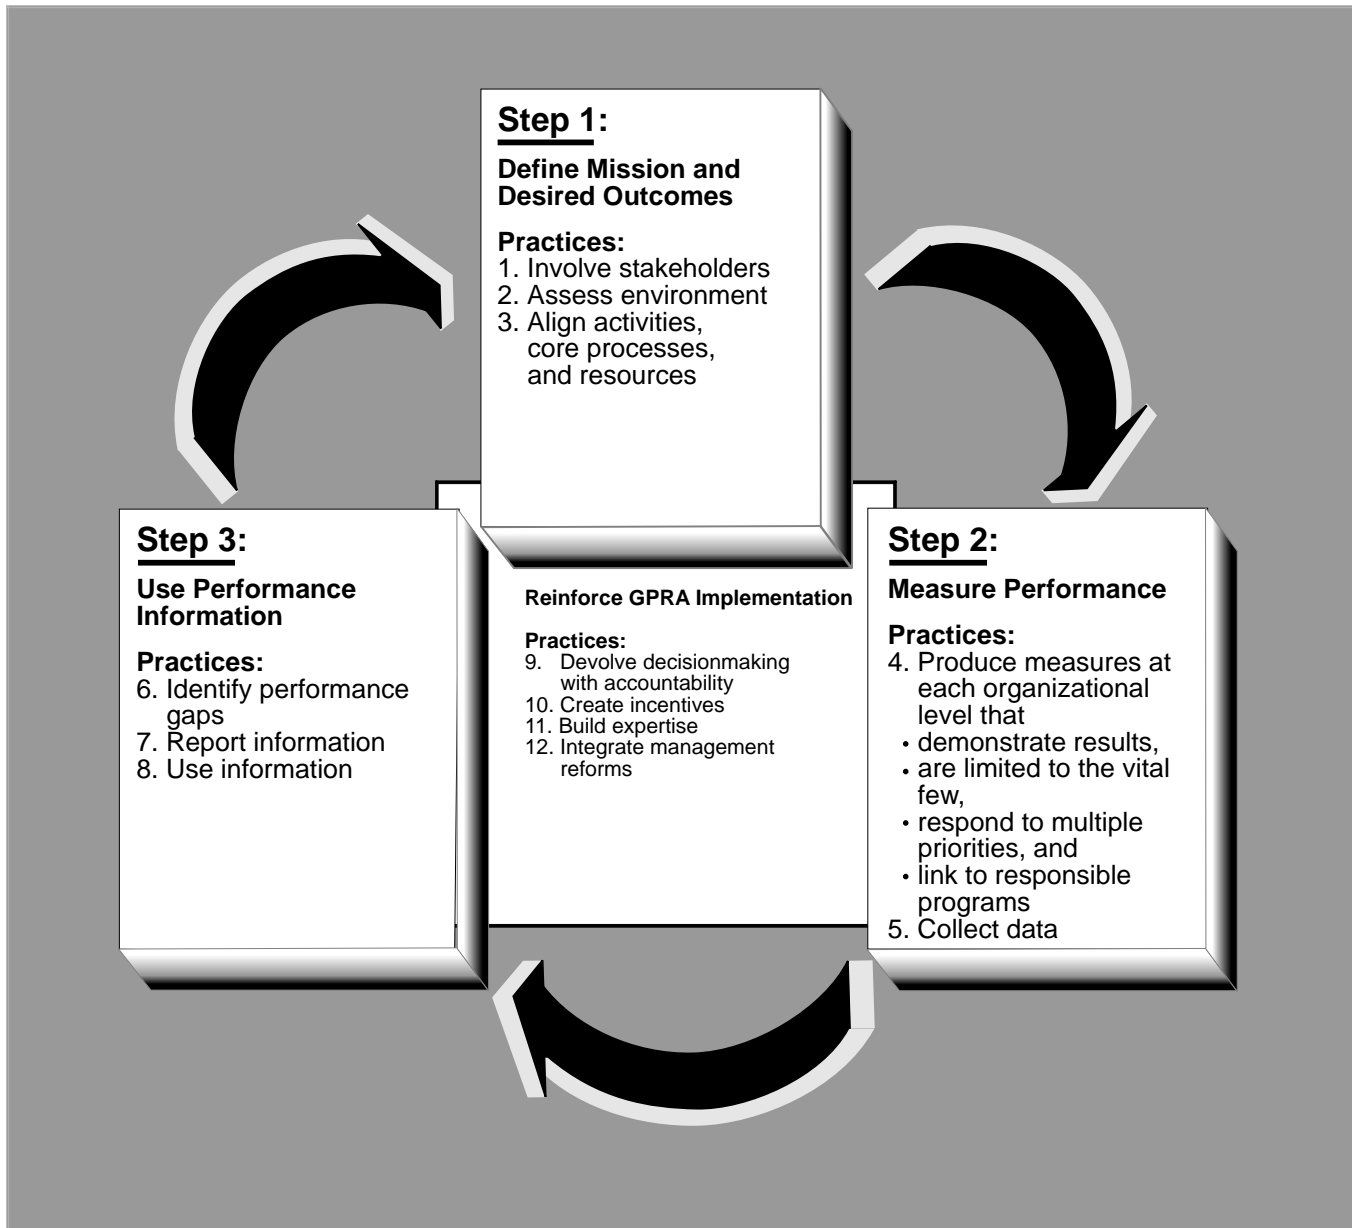 Step 1:
Define Mission and
Desired Outcomes
Practices:
1. Involve stakeholders
2. Assess environment
3. Align activities,
core processes,
and resources
Step 2:
Measure Performance
Practices:
4. Produce measures at
each organizational
level that
• demonstrate results,
• are limited to the vital
few,
• respond to multiple
priorities, and
• link to responsible
programs
5. Collect data
Step 3:
Use Performance
Information
Practices:
6. Identify performance
gaps
7. Report information
8. Use information
Reinforce GPRA Implementation
Practices:
9. Devolve decisionmaking
with accountability
10. Create incentives
11. Build expertise
12. Integrate management
reforms